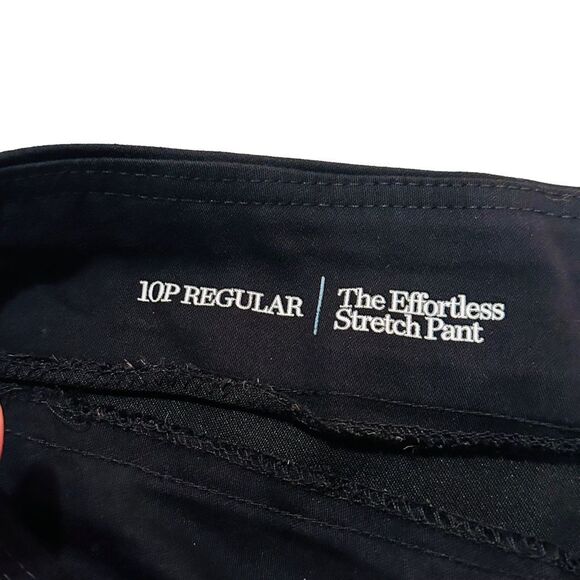 10P REGULAR
The Effortless
Stretch Pant